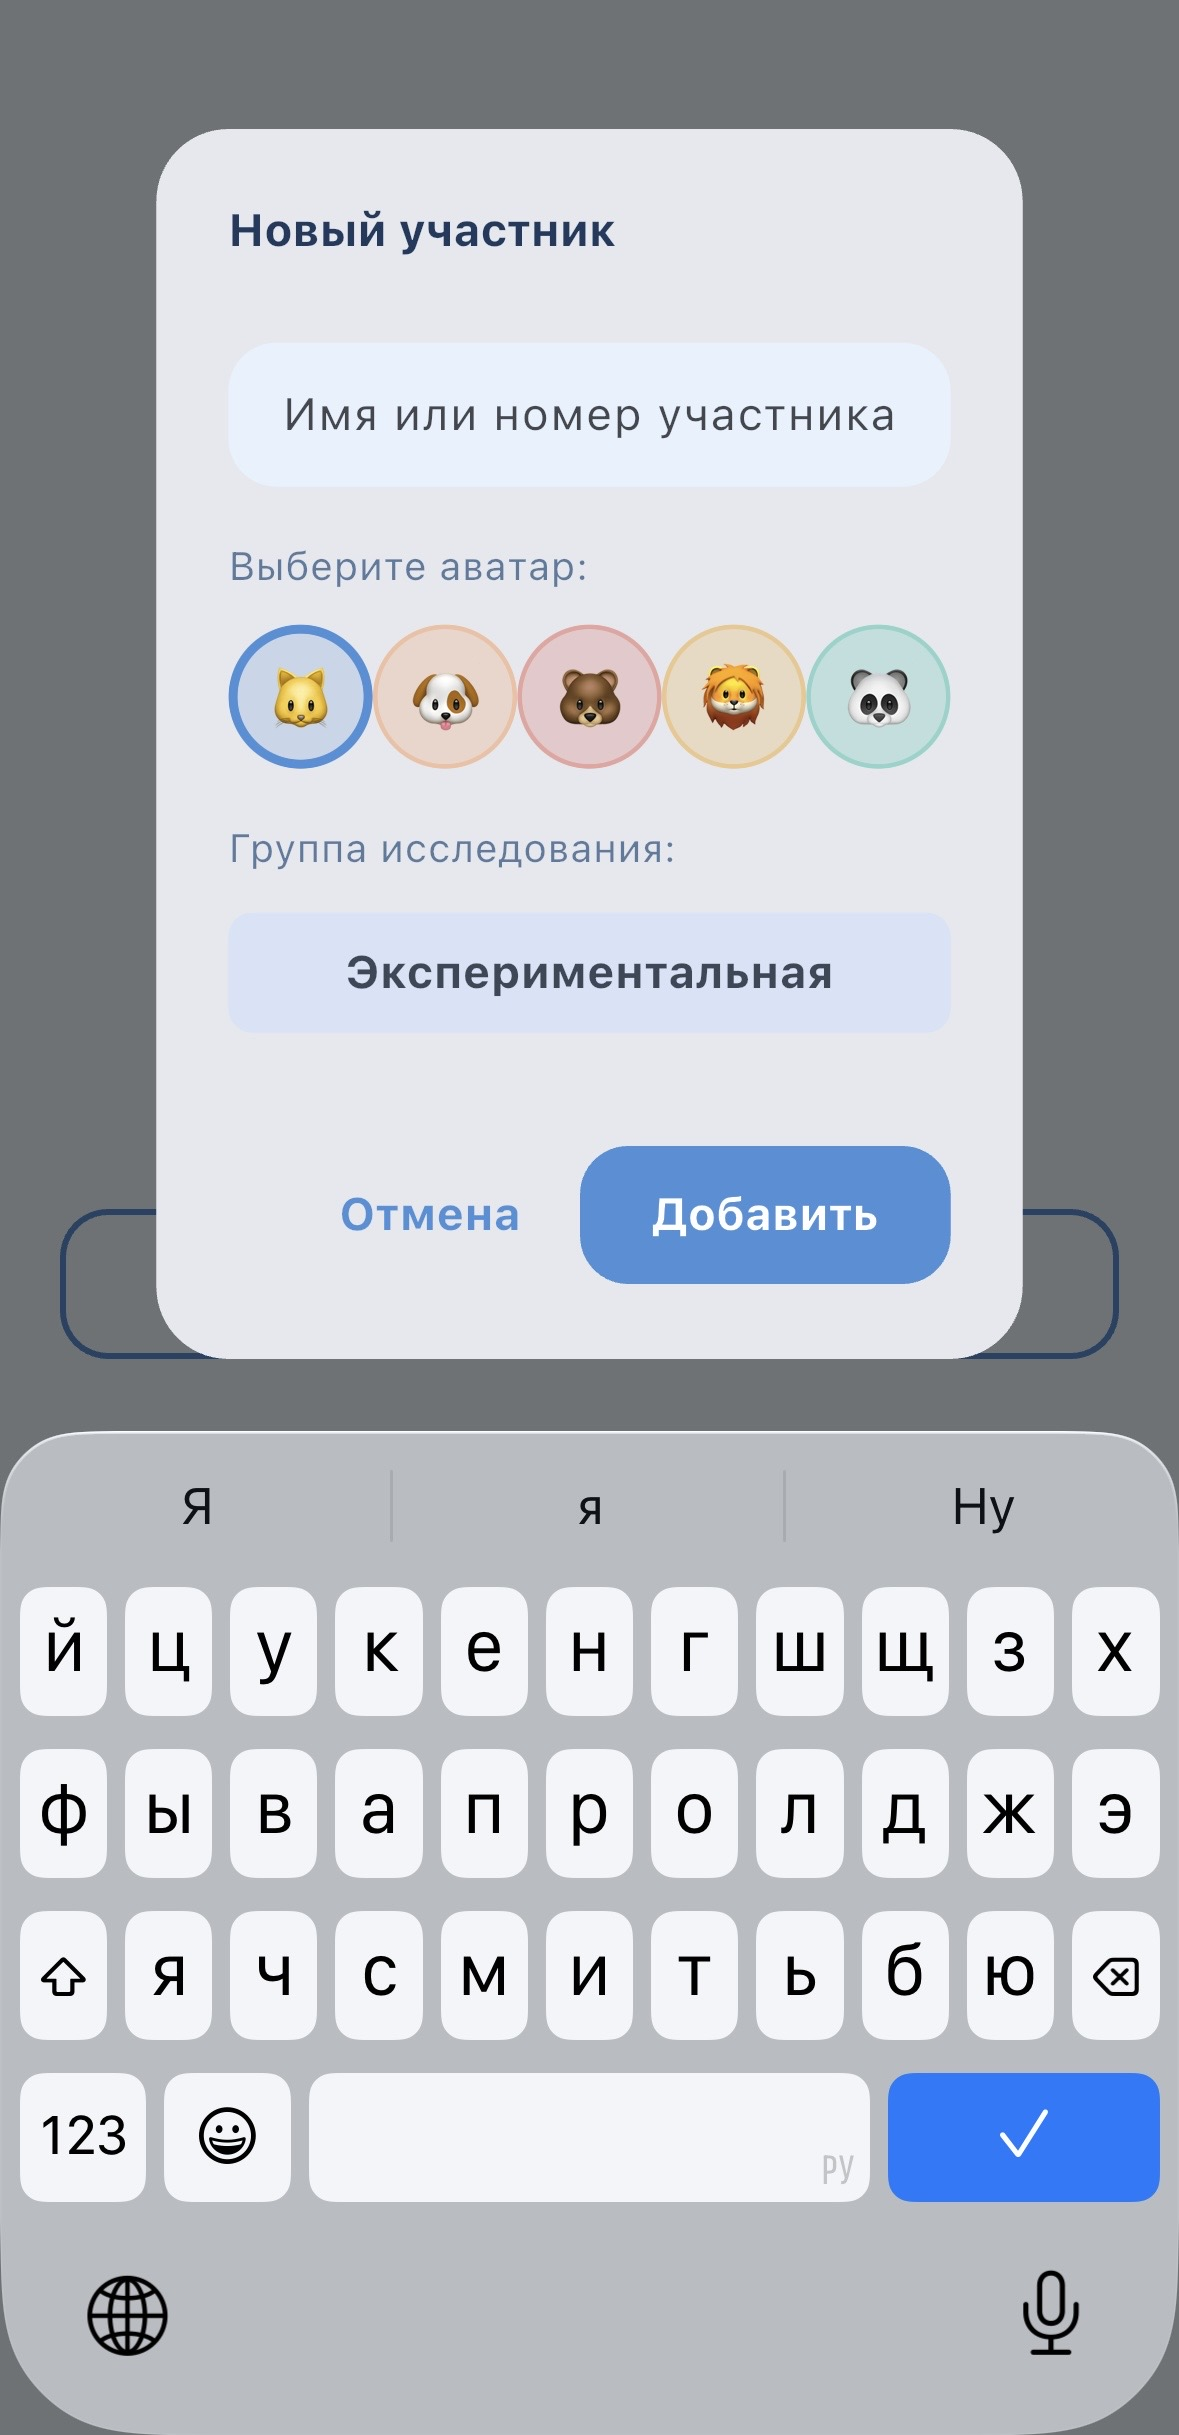 Новый участник
Имя или номер участника
Выберите аватар:
Группа исследования:
Экспериментальная
Отмена Добавить
Я я Ну
й ц у к е н г ш щ з х
ф ы в а п р о л д ж э
я ч с м и т ь б ю
123 РУ